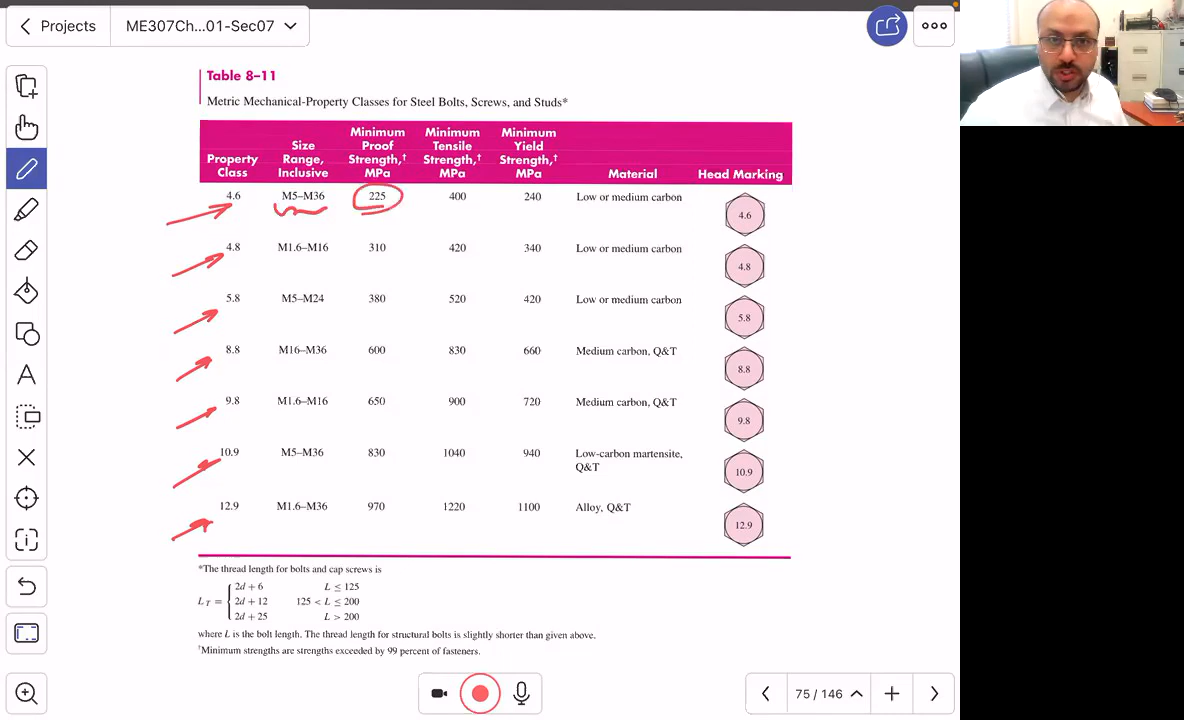 Projects
ME307Ch...01-Sec07
Table 8–11
Metric Mechanical-Property Classes for Steel Bolts, Screws, and Studs*
Property Class Size Range, Inclusive Minimum Proof Strength,† MPa Minimum Tensile Strength,† MPa Minimum Yield Strength,† MPa Material Head Marking
4.6 M5–M36 225 400 240 Low or medium carbon 4.6
4.8 M1.6–M16 310 420 340 Low or medium carbon 4.8
5.8 M5–M24 380 520 420 Low or medium carbon 5.8
8.8 M16–M36 600 830 660 Medium carbon, Q&T 8.8
9.8 M1.6–M16 650 900 720 Medium carbon, Q&T 9.8
10.9 M5–M36 830 1040 940 Low-carbon martensite, Q&T 10.9
12.9 M1.6–M36 970 1220 1100 Alloy, Q&T 12.9
*The thread length for bolts and cap screws is
2d + 6 L ≤ 125
L_T = 2d + 12 125 < L ≤ 200
2d + 25 L > 200
where L is the bolt length. The thread length for structural bolts is slightly shorter than given above.
†Minimum strengths are strengths exceeded by 99 percent of fasteners.
75 / 146